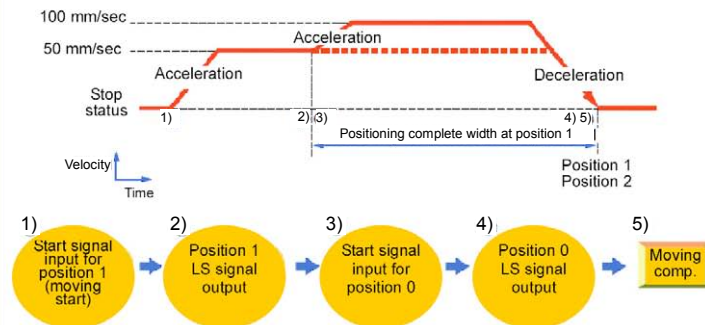 100 mm/sec
50 mm/sec
Acceleration
Acceleration
Deceleration
Stop
status
1)
2)
3)
4)
5)
Positioning complete width at position 1
Velocity
Time
Position 1
Position 2
1)
2)
3)
4)
5)
Start signal
input for
position 1
(moving
start)
Position 1
LS signal
output
Start signal
input for
position 0
Position 0
LS signal
output
Moving
comp.